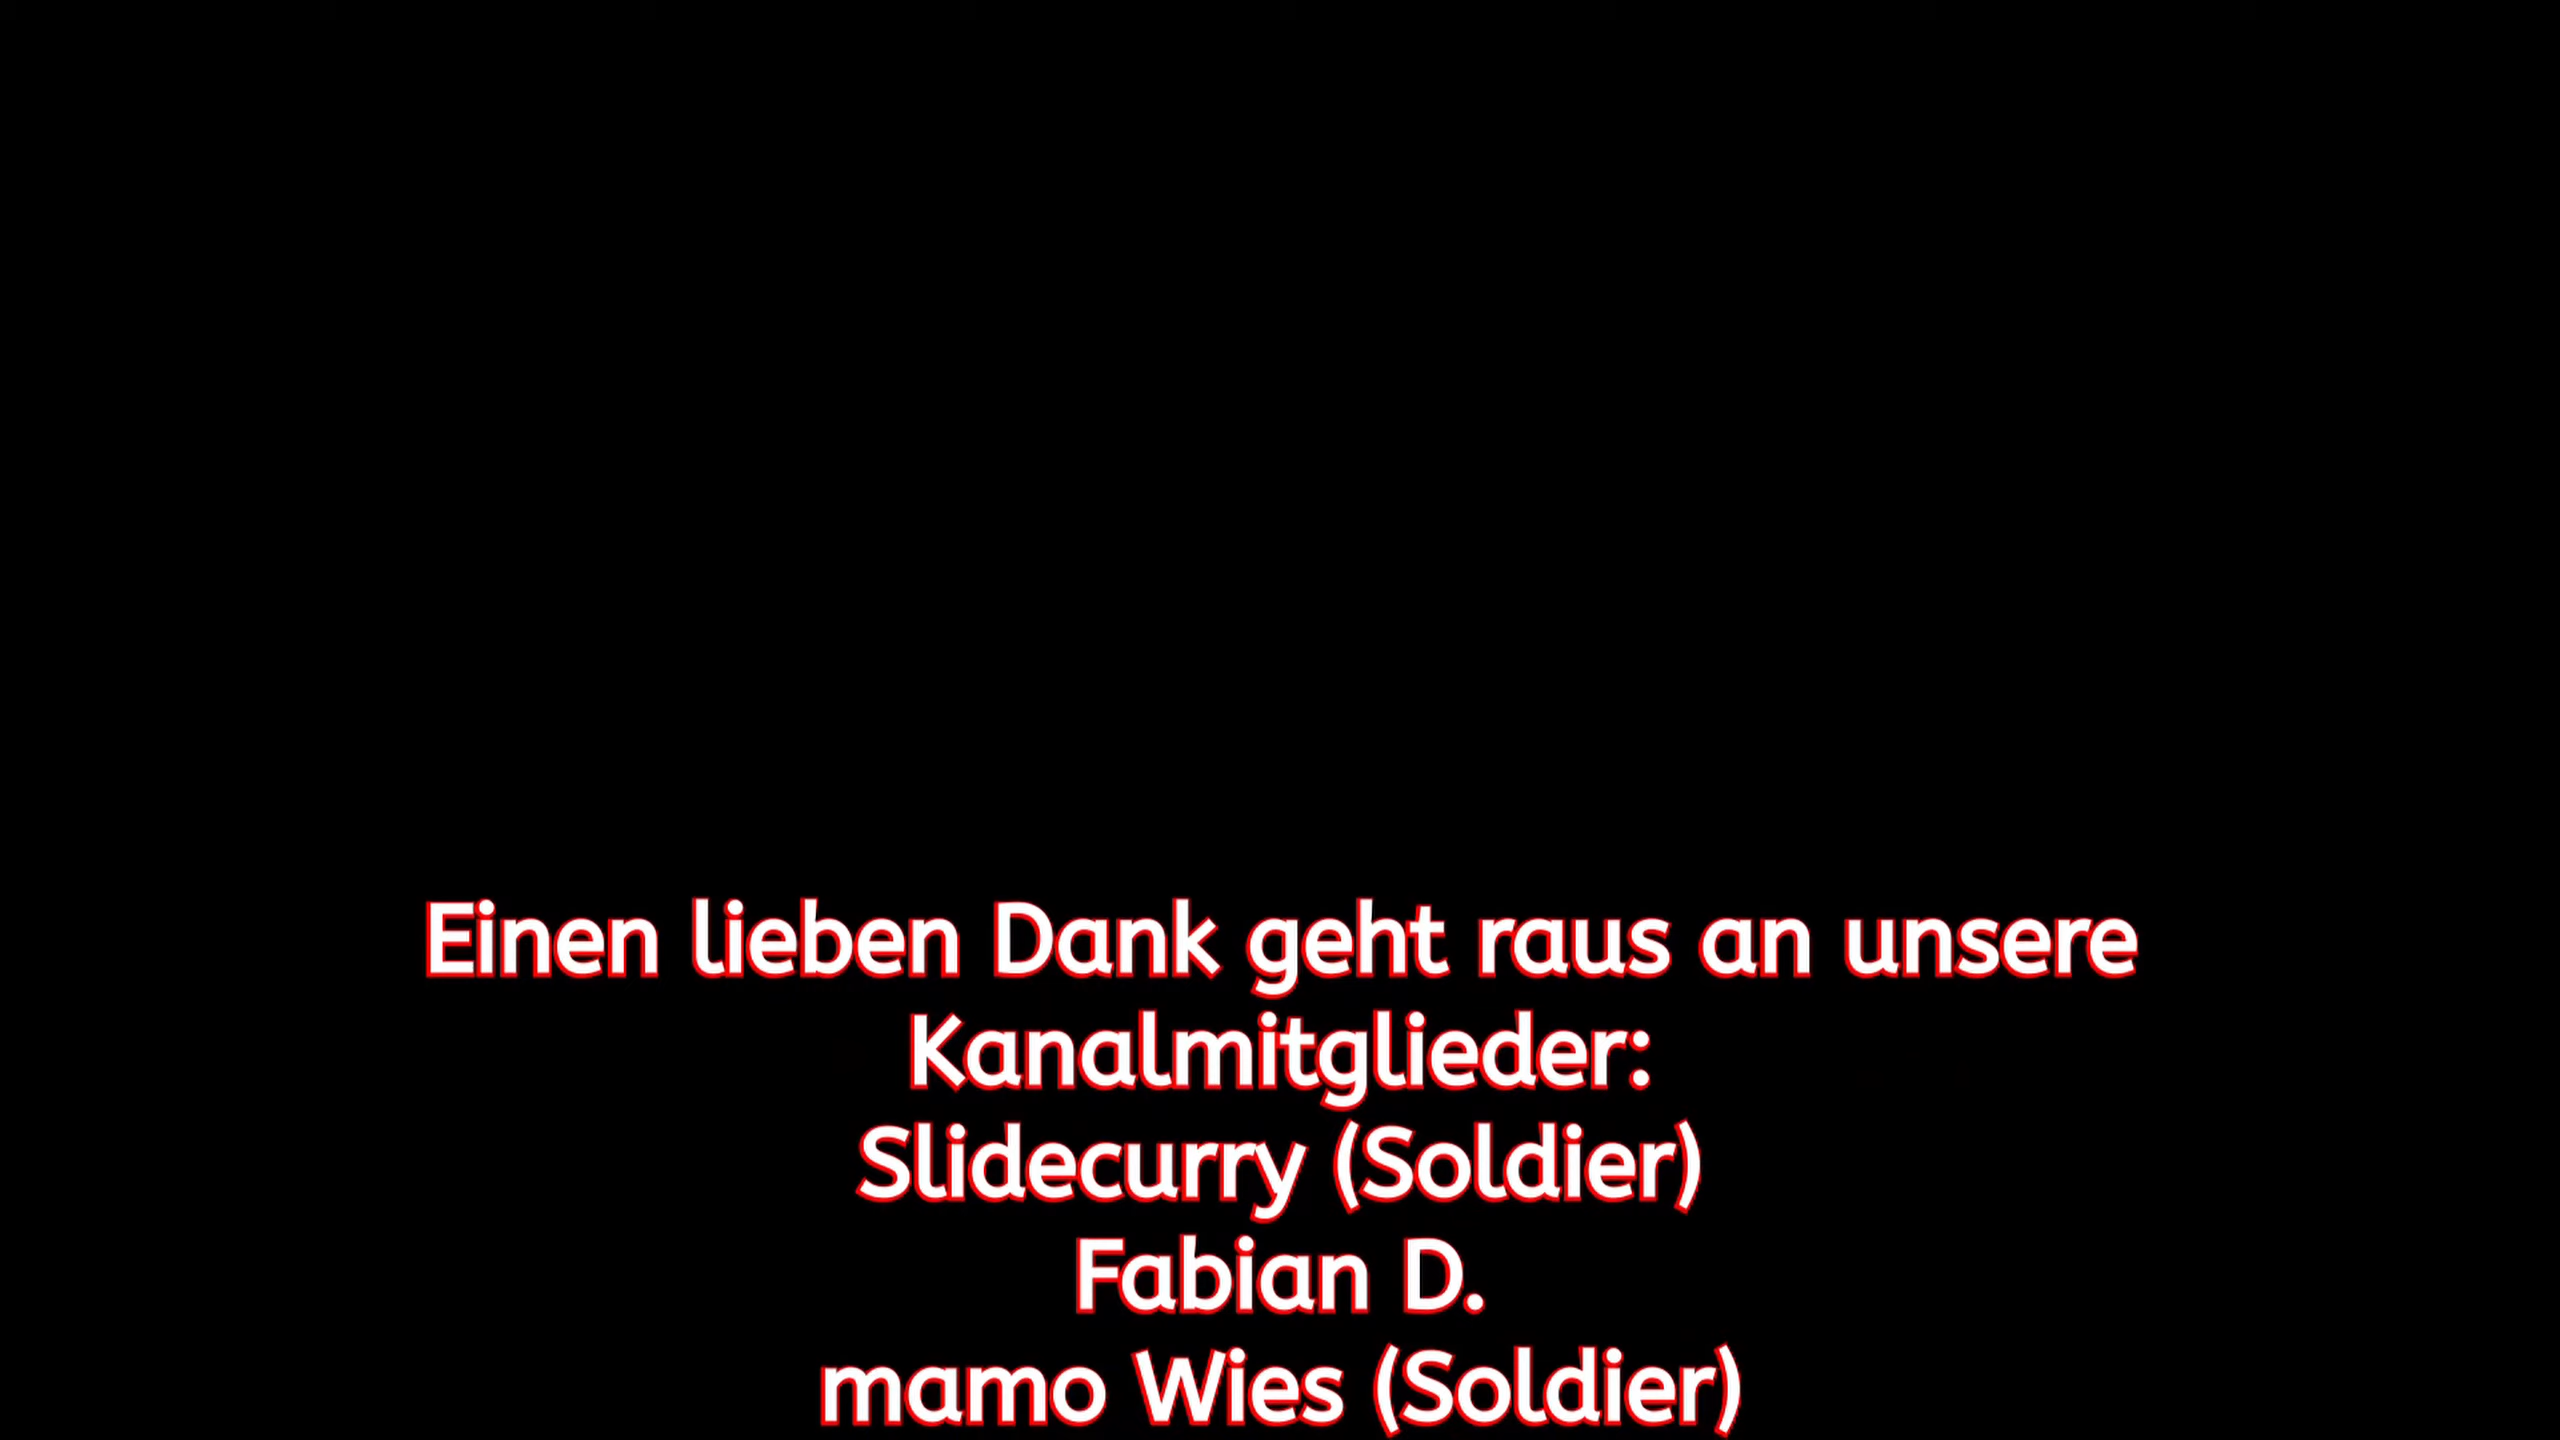 Einen lieben Dank geht raus an unsere
Kanalmitglieder:
Slidecurry (Soldier)
Fabian D.
mamo Wies (Soldier)